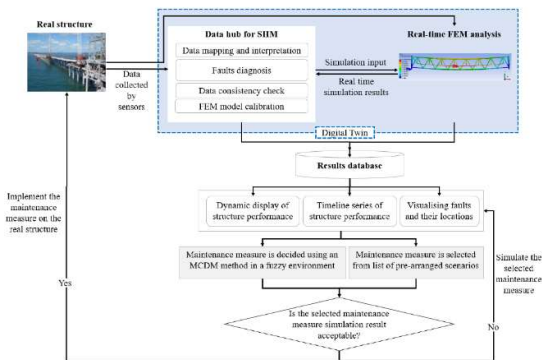 Real structure
Data hub for SHM
Real-time FEM analysis
Data mapping and interpretation
Faults diagnosis
Data consistency check
FEM model calibration
Data
collected
by
sensors
Simulation input
Real time
simulation results
Digital Twin
Results database
Implement the
maintenance
measure on the
real structure
Dynamic display of
structure performance
Timeline series of
structure performance
Visualising faults
and their locations
Maintenance measure is decided using an
MCDM method in a fuzzy environment
Maintenance measure is selected
from list of pre-arranged scenarios
Simulate the
selected
maintenance
measure
Yes
Is the selected maintenance
measure simulation result
acceptable?
No